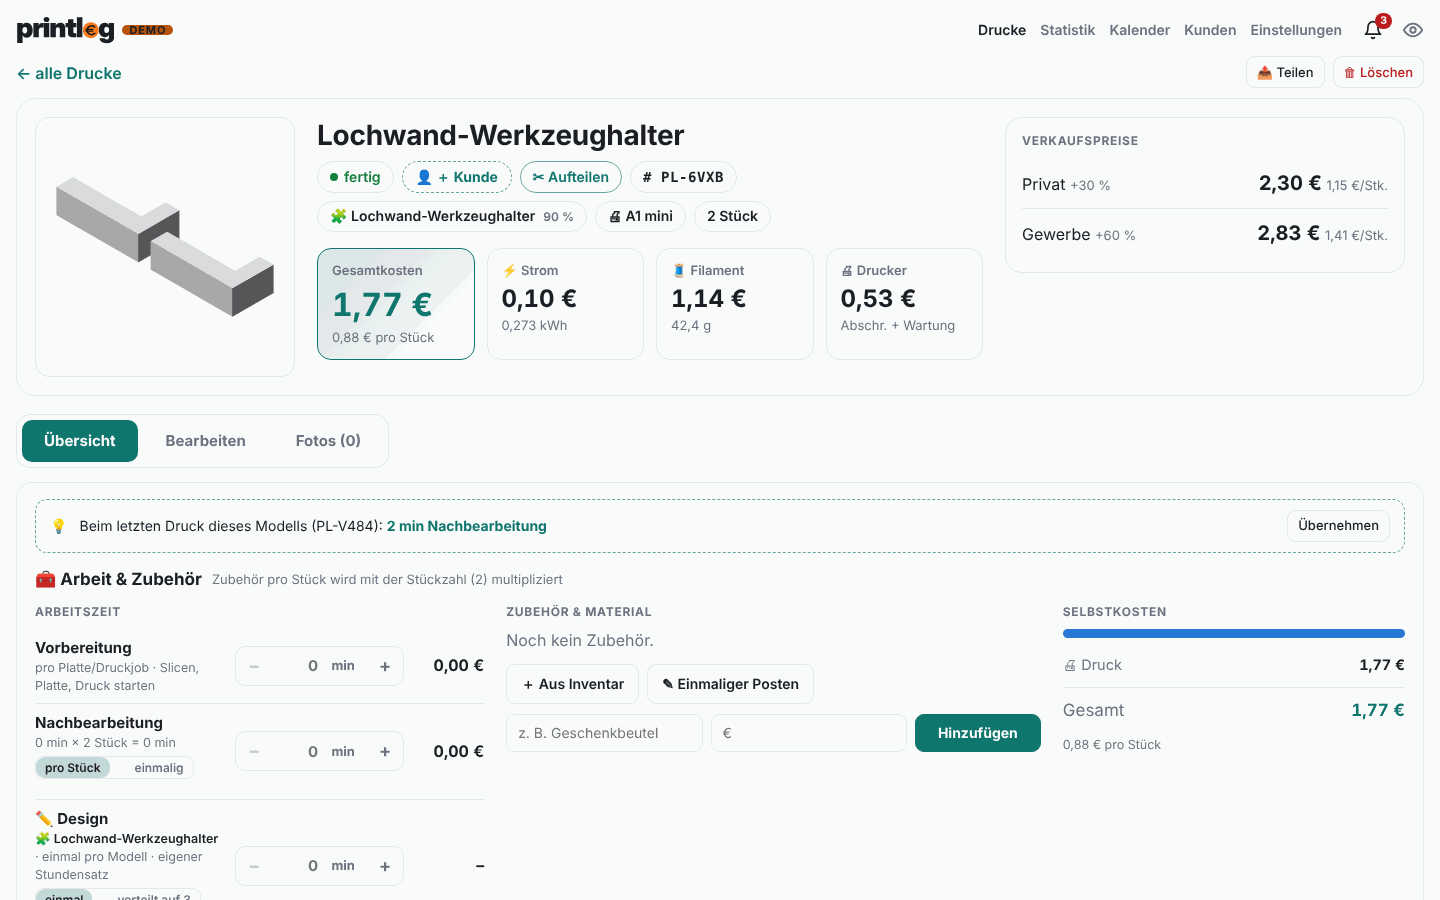 printl€g DEMO
Drucke Statistik Kalender Kunden Einstellungen 3
← alle Drucke
Teilen Löschen
Lochwand-Werkzeughalter
fertig + Kunde Aufteilen # PL-6VXB
Lochwand-Werkzeughalter 90 % A1 mini 2 Stück
Gesamtkosten
1,77 €
0,88 € pro Stück
Strom
0,10 €
0,273 kWh
Filament
1,14 €
42,4 g
Drucker
0,53 €
Abschr. + Wartung
VERKAUFSPREISE
Privat +30 % 2,30 € 1,15 €/Stk.
Gewerbe +60 % 2,83 € 1,41 €/Stk.
Übersicht Bearbeiten Fotos (0)
Beim letzten Druck dieses Modells (PL-V484): 2 min Nachbearbeitung Übernehmen
Arbeit & Zubehör Zubehör pro Stück wird mit der Stückzahl (2) multipliziert
ARBEITSZEIT
Vorbereitung
pro Platte/Druckjob · Slicen,
Platte, Druck starten
− 0 min + 0,00 €
Nachbearbeitung
0 min × 2 Stück = 0 min
pro Stück einmalig
− 0 min + 0,00 €
Design
Lochwand-Werkzeughalter
· einmal pro Modell · eigener
Stundensatz
einmal verteilt auf 3
− 0 min + –
ZUBEHÖR & MATERIAL
Noch kein Zubehör.
+ Aus Inventar Einmaliger Posten
z. B. Geschenkbeutel € Hinzufügen
SELBSTKOSTEN
Druck 1,77 €
Gesamt 1,77 €
0,88 € pro Stück